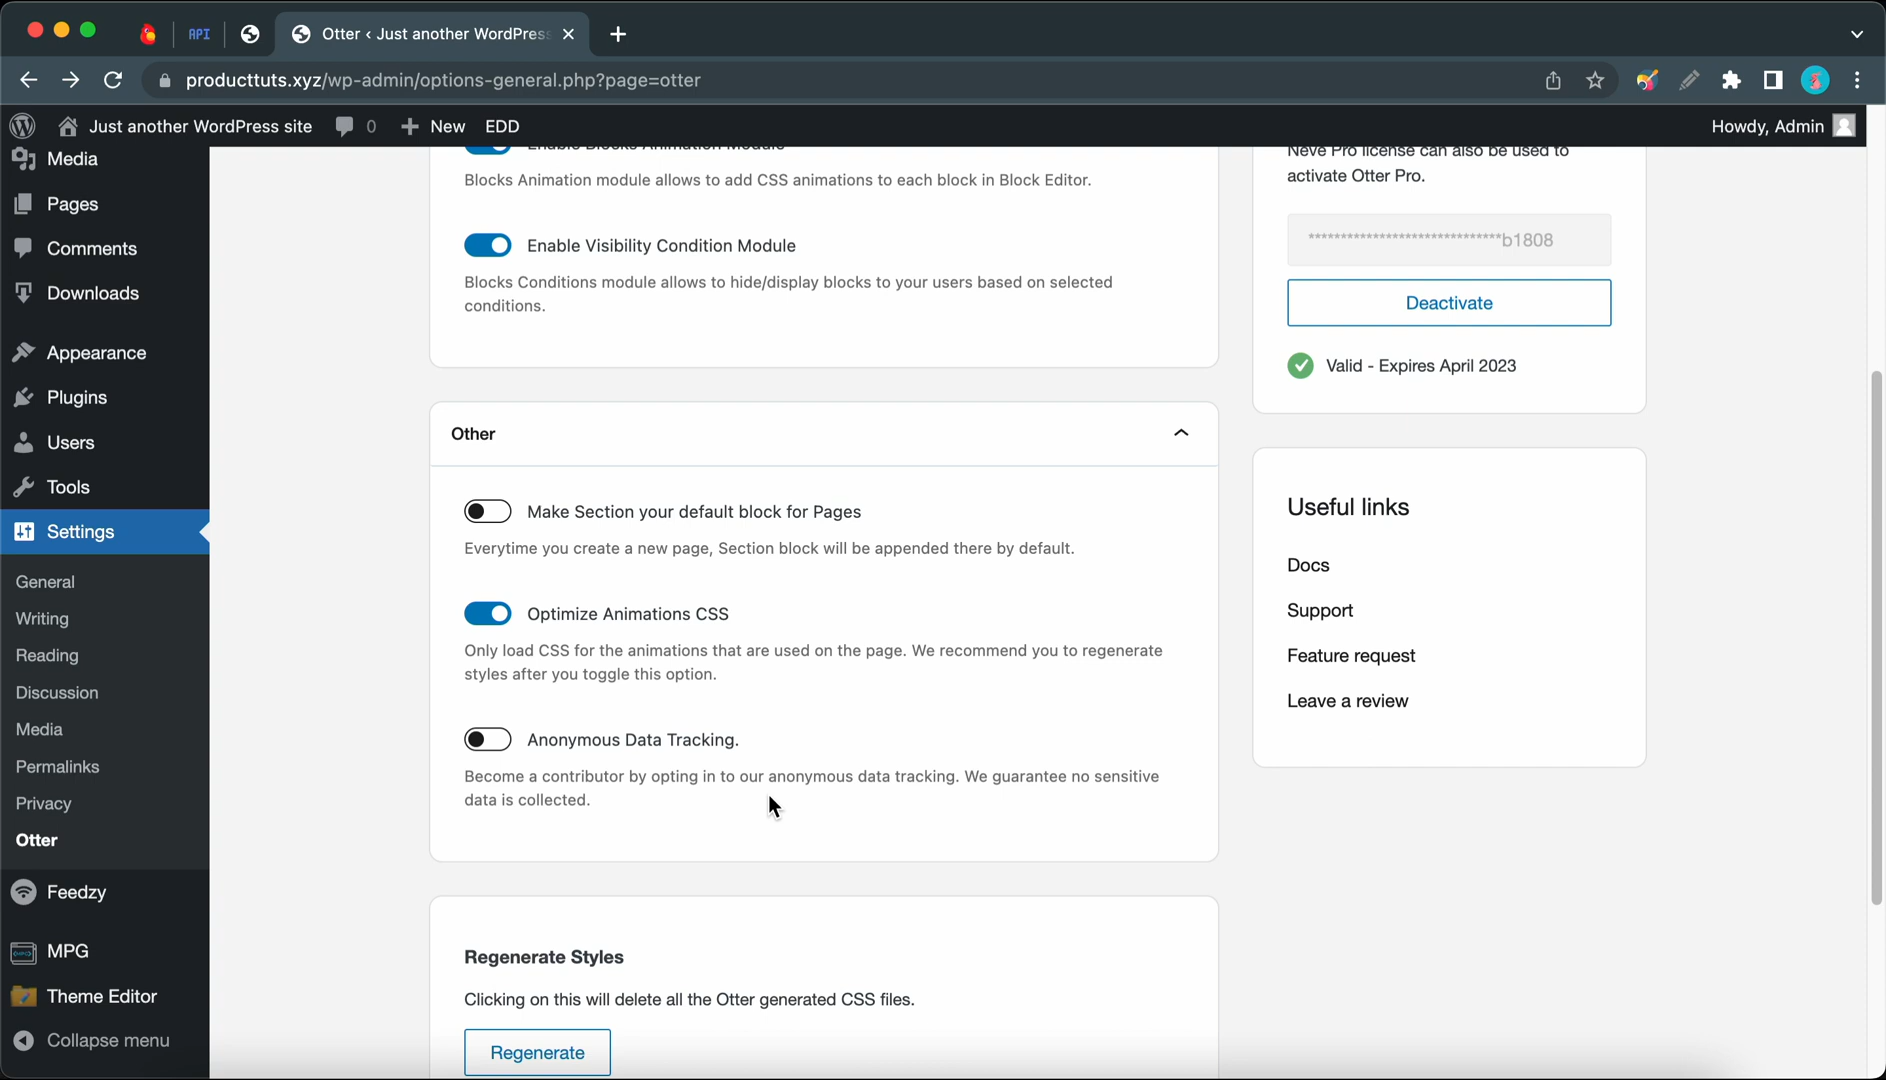 API
Otter ‹ Just another WordPress
producttuts.xyz/wp-admin/options-general.php?page=otter
Just another WordPress site
0
New
EDD
Howdy, Admin
Media
Pages
Comments
Downloads
Appearance
Plugins
Users
Tools
Settings
General
Writing
Reading
Discussion
Media
Permalinks
Privacy
Otter
Feedzy
MPG
Theme Editor
Collapse menu
Enable Blocks Animation Module
Blocks Animation module allows to add CSS animations to each block in Block Editor.
Enable Visibility Condition Module
Blocks Conditions module allows to hide/display blocks to your users based on selected
conditions.
Other
Make Section your default block for Pages
Everytime you create a new page, Section block will be appended there by default.
Optimize Animations CSS
Only load CSS for the animations that are used on the page. We recommend you to regenerate
styles after you toggle this option.
Anonymous Data Tracking.
Become a contributor by opting in to our anonymous data tracking. We guarantee no sensitive
data is collected.
Regenerate Styles
Clicking on this will delete all the Otter generated CSS files.
Regenerate
Neve Pro license can also be used to
activate Otter Pro.
******************************b1808
Deactivate
Valid - Expires April 2023
Useful links
Docs
Support
Feature request
Leave a review